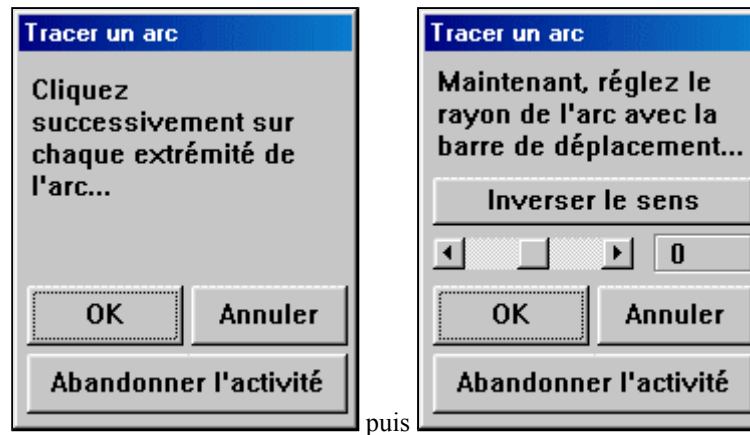 Tracer un arc
Cliquez
successivement sur
chaque extrémité de
l'arc...
OK
Annuler
Abandonner l'activité
puis
Tracer un arc
Maintenant, réglez le
rayon de l'arc avec la
barre de déplacement...
Inverser le sens
0
OK
Annuler
Abandonner l'activité